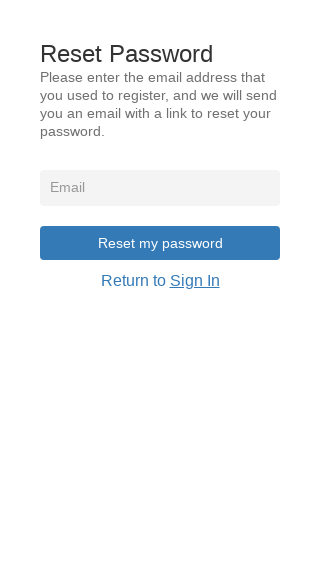 Reset Password
Please enter the email address that
you used to register, and we will send
you an email with a link to reset your
password.
Email
Reset my password
Return to Sign In